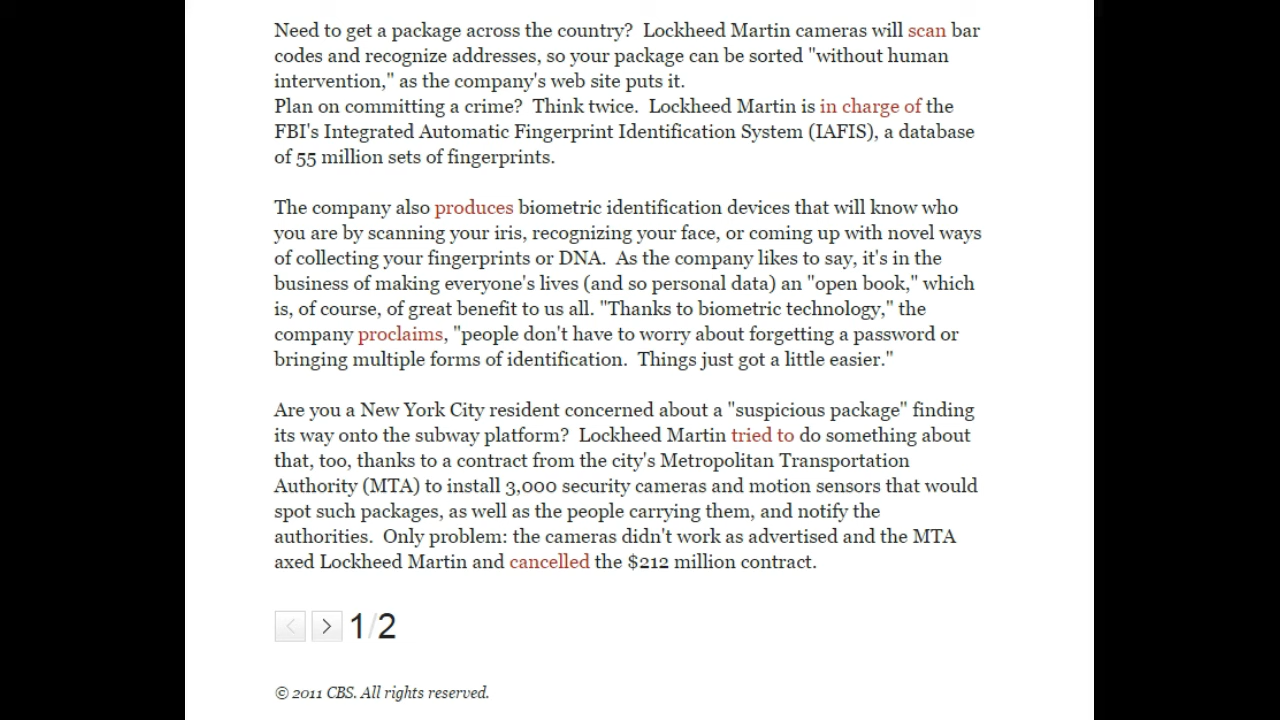 Need to get a package across the country?  Lockheed Martin cameras will scan bar
codes and recognize addresses, so your package can be sorted "without human
intervention," as the company's web site puts it.
Plan on committing a crime?  Think twice.  Lockheed Martin is in charge of the
FBI's Integrated Automatic Fingerprint Identification System (IAFIS), a database
of 55 million sets of fingerprints.
The company also produces biometric identification devices that will know who
you are by scanning your iris, recognizing your face, or coming up with novel ways
of collecting your fingerprints or DNA.  As the company likes to say, it's in the
business of making everyone's lives (and so personal data) an "open book," which
is, of course, of great benefit to us all. "Thanks to biometric technology," the
company proclaims, "people don't have to worry about forgetting a password or
bringing multiple forms of identification.  Things just got a little easier."
Are you a New York City resident concerned about a "suspicious package" finding
its way onto the subway platform?  Lockheed Martin tried to do something about
that, too, thanks to a contract from the city's Metropolitan Transportation
Authority (MTA) to install 3,000 security cameras and motion sensors that would
spot such packages, as well as the people carrying them, and notify the
authorities.  Only problem: the cameras didn't work as advertised and the MTA
axed Lockheed Martin and cancelled the $212 million contract.
1/2
© 2011 CBS. All rights reserved.